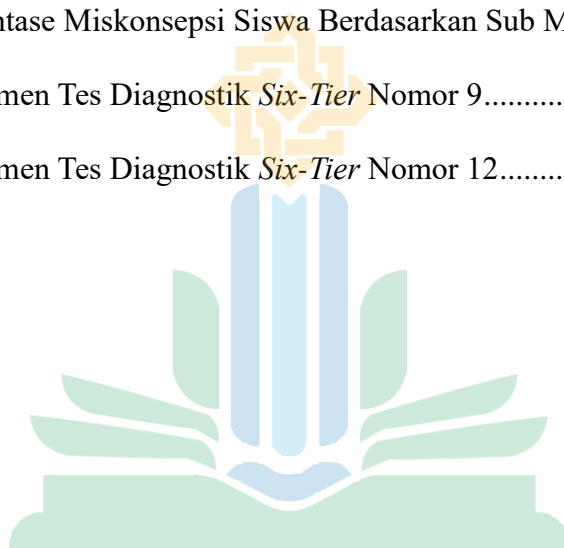 ntase Miskonsepsi Siswa Berdasarkan Sub M
men Tes Diagnostik Six-Tier Nomor 9..........
men Tes Diagnostik Six-Tier Nomor 12........